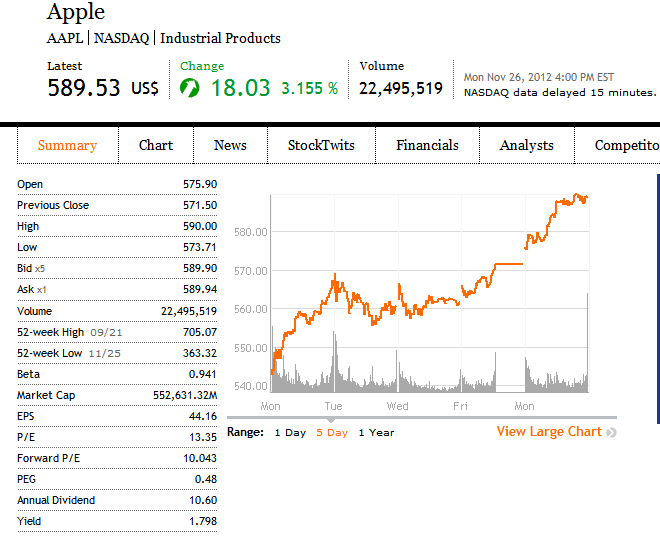 Apple
AAPL | NASDAQ | Industrial Products
Latest
589.53 US$
Change
18.03 3.155 %
Volume
22,495,519
Mon Nov 26, 2012 4:00 PM EST
NASDAQ data delayed 15 minutes.
Summary Chart News StockTwits Financials Analysts Competito
Open 575.90
Previous Close 571.50
High 590.00
Low 573.71
Bid x5 589.90
Ask x1 589.94
Volume 22,495,519
52-week High 09/21 705.07
52-week Low 11/25 363.32
Beta 0.941
Market Cap 552,631.32M
EPS 44.16
P/E 13.35
Forward P/E 10.043
PEG 0.48
Annual Dividend 10.60
Yield 1.798
580.00
570.00
560.00
550.00
540.00
Mon Tue Wed Fri Mon
Range: 1 Day 5 Day 1 Year
View Large Chart